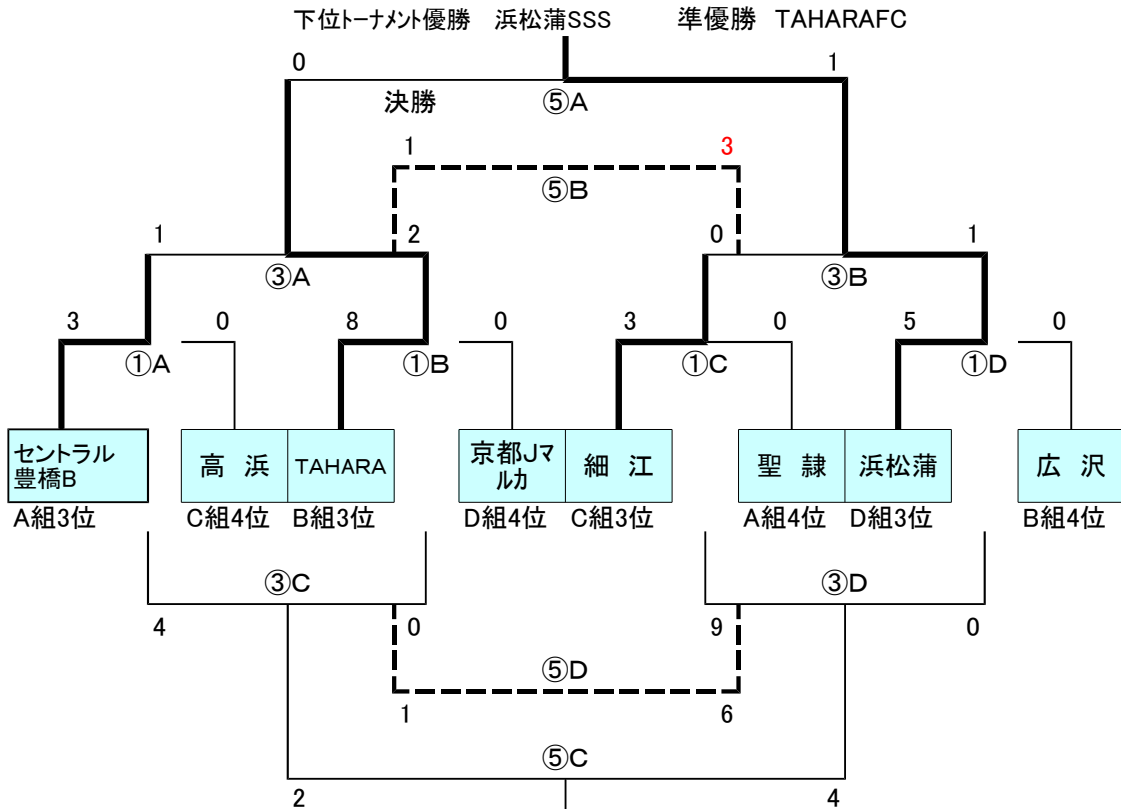 下位トーナメント優勝 浜松蒲SSS 準優勝 TAHARAFC
0 1
決勝 ⑤A
1 3
⑤B
1 2 0 1
③A ③B
3 0 8 0 3 0 5 0
①A ①B ①C ①D
セントラル
豊橋B
高 浜
TAHARA
京都Jマ
ルカ
細 江
聖 隷
浜松蒲
広 沢
A組3位 C組4位 B組3位 D組4位 C組3位 A組4位 D組3位 B組4位
③C ③D
4 0 9 0
⑤D
1 6
⑤C
2 4